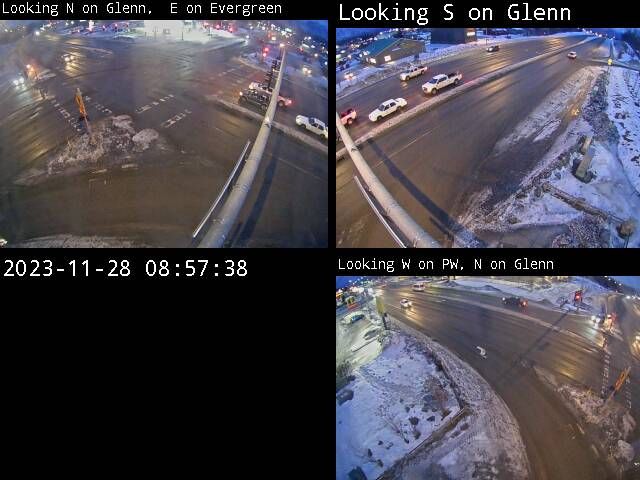 Looking N on Glenn, E on Evergreen
Looking S on Glenn
2023-11-28 08:57:38
Looking W on PW, N on Glenn